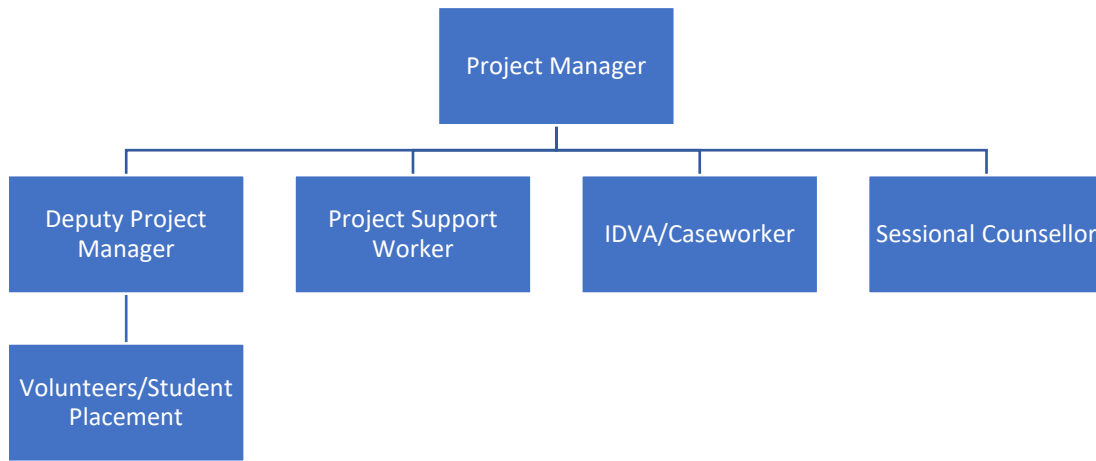 Project Manager
Deputy Project
Manager
Project Support
Worker
IDVA/Caseworker
Sessional Counsellor
Volunteers/Student
Placement